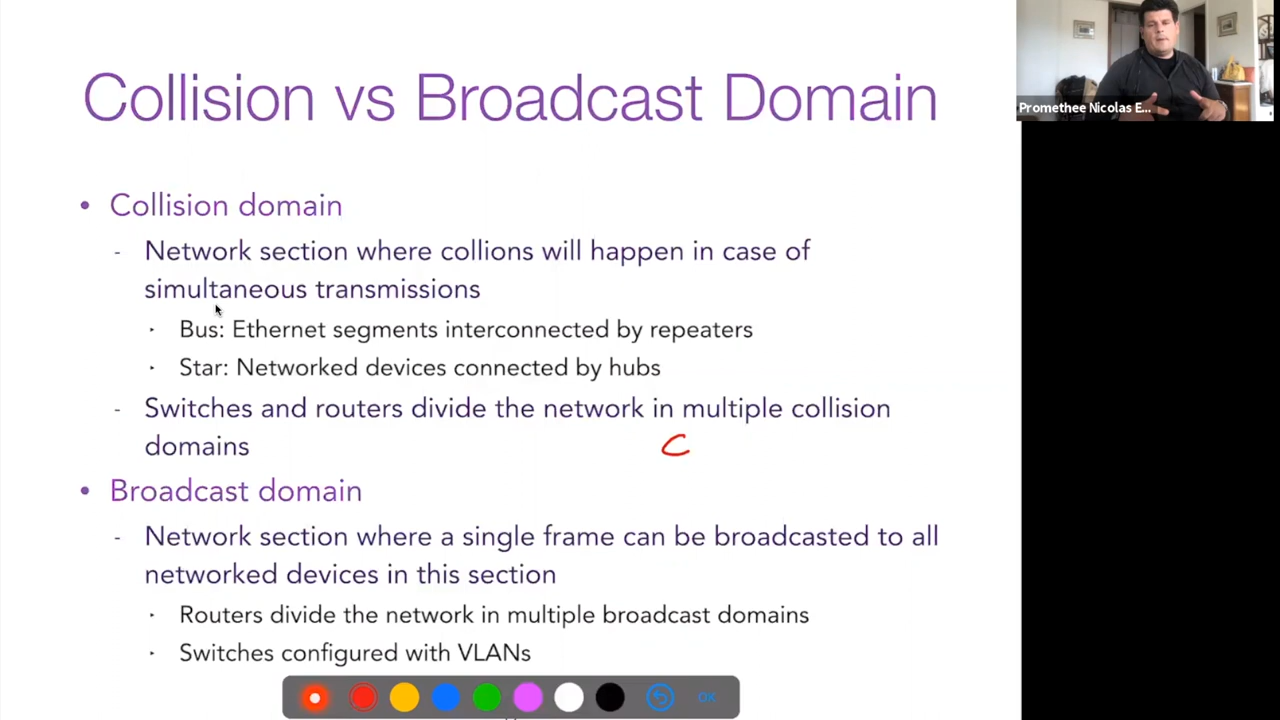 Collision vs Broadcast Domain
Promethee Nicolas E...
• Collision domain
- Network section where collions will happen in case of
simultaneous transmissions
‣ Bus: Ethernet segments interconnected by repeaters
‣ Star: Networked devices connected by hubs
- Switches and routers divide the network in multiple collision
domains
C
• Broadcast domain
- Network section where a single frame can be broadcasted to all
networked devices in this section
‣ Routers divide the network in multiple broadcast domains
‣ Switches configured with VLANs
OK